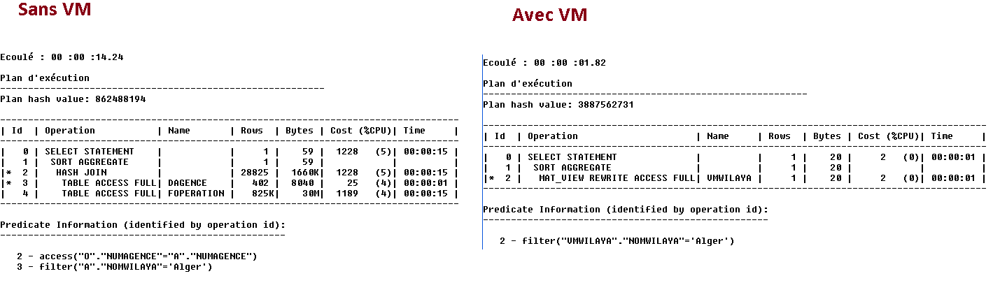 Sans VM
Ecoulé : 00 :00 :14.24
Plan d'exécution
----------------------------------------------------------
Plan hash value: 862488194
----------------------------------------------------------------------------------
| Id  | Operation           | Name       | Rows  | Bytes | Cost (%CPU)| Time     |
----------------------------------------------------------------------------------
|   0 | SELECT STATEMENT    |            |     1 |    59 |  1228   (5)| 00:00:15 |
|   1 |  SORT AGGREGATE     |            |     1 |    59 |            |          |
|*  2 |   HASH JOIN         |            | 28825 |  1660K|  1228   (5)| 00:00:15 |
|*  3 |    TABLE ACCESS FULL| DAGENCE    |   402 |  8040 |    25   (4)| 00:00:01 |
|   4 |    TABLE ACCESS FULL| FOPERATION |   825K|    30M|  1189   (4)| 00:00:15 |
----------------------------------------------------------------------------------
Predicate Information (identified by operation id):
---------------------------------------------------
2 - access("O"."NUMAGENCE"="A"."NUMAGENCE")
3 - filter("A"."NOMWILAYA"='Alger')
Avec VM
Ecoulé : 00 :00 :01.82
Plan d'exécution
----------------------------------------------------------
Plan hash value: 3887562731
------------------------------------------------------------------------------------------
| Id  | Operation                     | Name     | Rows  | Bytes | Cost (%CPU)| Time     |
------------------------------------------------------------------------------------------
|   0 | SELECT STATEMENT              |          |     1 |    20 |     2   (0)| 00:00:01 |
|   1 |  SORT AGGREGATE               |          |     1 |    20 |            |          |
|*  2 |   MAT_VIEW REWRITE ACCESS FULL| VMWILAYA |     1 |    20 |     2   (0)| 00:00:01 |
------------------------------------------------------------------------------------------
Predicate Information (identified by operation id):
---------------------------------------------------
2 - filter("VMWILAYA"."NOMWILAYA"='Alger')